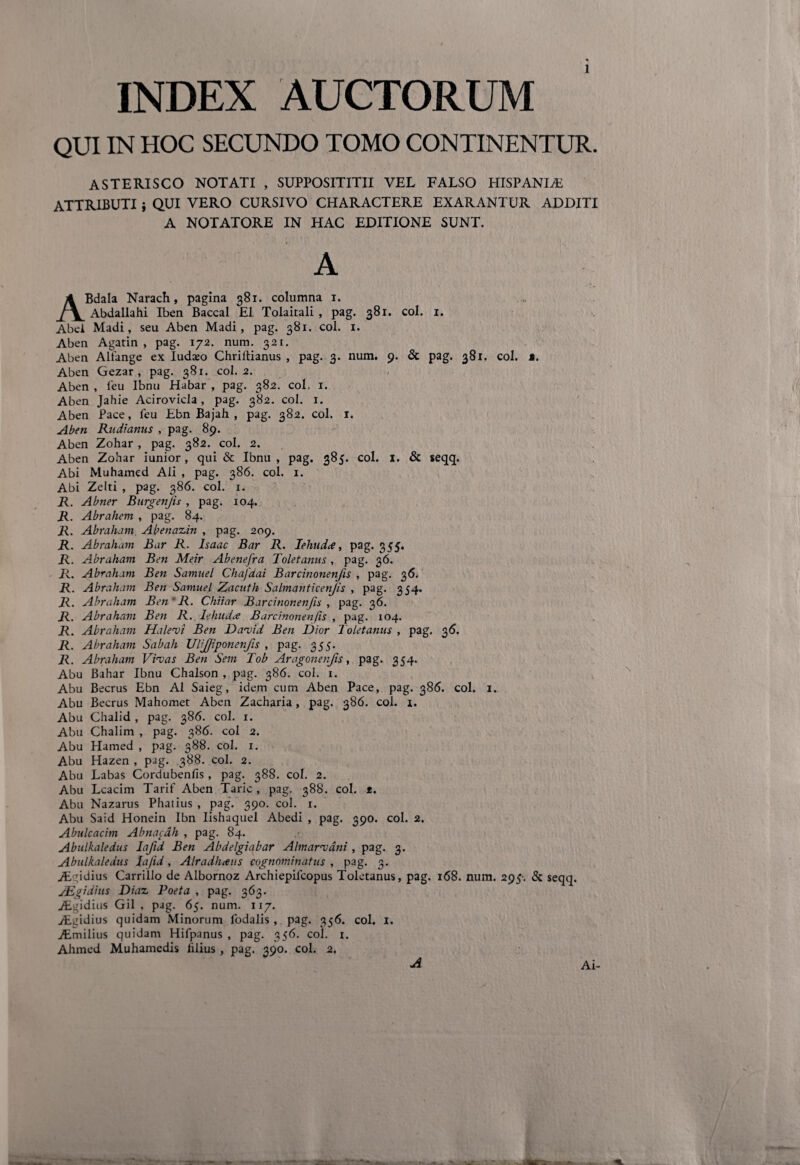 i
INDEX AUCTORUM
QUI IN HOC SECUNDO TOMO CONTINENTUR.
ASTERISCO NOTATI , SUPPOSITITII VEL FALSO HISPANIÆ
ATTRIBUTI ; QUI VERO CURSIVO CHARACTERE EXARANTUR ADDITI
A NOTATORE IN HAC EDITIONE SUNT.
A
ABdala Narach, pagina 381. columna 1.
Abdallahi Iben Baccal El Tolaitali , pag. 381. col. 1.
Abel Madi, seu Aben Madi, pag. 381. col. 1.
Aben Agatin , pag. 172. num. 321.
Aben Alfange ex Iudæo Chriſtianus , pag. 3. num. 9. & pag. 381. col. 2.
Aben Gezar, pag. 381. col. 2.
Aben , ſeu Ibnu Habar , pag. 382. col. 1.
Aben Jahie Acirovicla, pag. 382. col. 1.
Aben Pace, ſeu Ebn Bajah , pag. 382. col. 1.
Aben Rudianus , pag. 89.
Aben Zohar , pag. 382. col. 2.
Aben Zohar iunior, qui & Ibnu , pag. 385. col. 1. & seqq.
Abi Muhamed Ali , pag. 386. col. 1.
Abi Zelti , pag. 386. col. 1.
R. Abner Burgenſis , pag. 104.
R. Abrahem , pag. 84.
R. Abraham Abenazin , pag. 209.
R. Abraham Bar R. Isaac Bar R. Iehudæ, pag. 355.
R. Abraham Ben Meir Abenefra Toletanus, pag. 36.
R. Abraham Ben Samuel Chaſdai Barcinonenſis , pag. 36.
R. Abraham Ben Samuel Zacuth Salmanticenſis , pag. 354.
R. Abraham Ben R. Chiiar Barcinonenſis , pag. 36.
R. Abraham Ben R. Iehudæ Barcinonenſis , pag. 104.
R. Abraham Halevi Ben David Ben Dior Toletanus , pag. 36.
R. Abraham Sabah Uliſſiponenſis , pag. 355.
R. Abraham Vivas Ben Sem Tob Aragonenſis, pag. 354.
Abu Bahar Ibnu Chalson , pag. 386. col. 1.
Abu Becrus Ebn Al Saieg, idem cum Aben Pace, pag. 386. col. 1.
Abu Becrus Mahomet Aben Zacharia, pag. 386. col. 1.
Abu Chalid , pag. 386. col. 1.
Abu Chalim , pag. 386. col 2.
Abu Hamed , pag. 388. col. 1.
Abu Hazen , pag. 388. col. 2.
Abu Labas Cordubenſis , pag. 388. col. 2.
Abu Lcacim Tarif Aben Taric , pag. 388. col. 2.
Abu Nazarus Phatius , pag. 390. col. 1.
Abu Said Honein Ibn Iishaquel Abedi , pag. 390. col. 2.
Abulcacim Abnaçàh , pag. 84.
Abulkaledus Iaſid Ben Abdelgiabar Almarvâni , pag. 3.
Abulkaledus Iaſid , Alradhæus cognominatus , pag. 3.
Ægidius Carrillo de Albornoz Archiepiſcopus Toletanus, pag. 168. num. 295. & seqq.
Ægidius Diaz Poeta , pag. 363.
Ægidius Gil , pag. 65. num. 117.
Ægidius quidam Minorum ſodalis , pag. 356. col. 1.
Æmilius quidam Hiſpanus , pag. 356. col. 1.
Ahmed Muhamedis filius , pag. 390. col. 2.
A Ai-